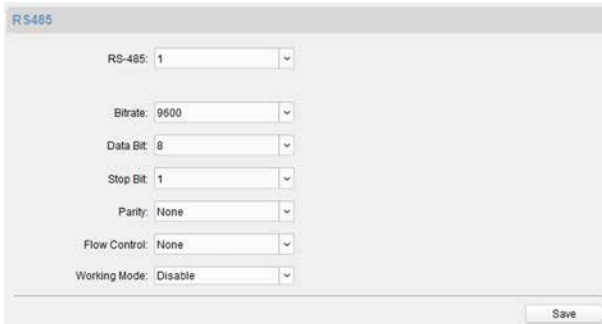 RS485
RS-485: 1
Bitrate: 9600
Data Bit: 8
Stop Bit: 1
Parity: None
Flow Control: None
Working Mode: Disable
Save